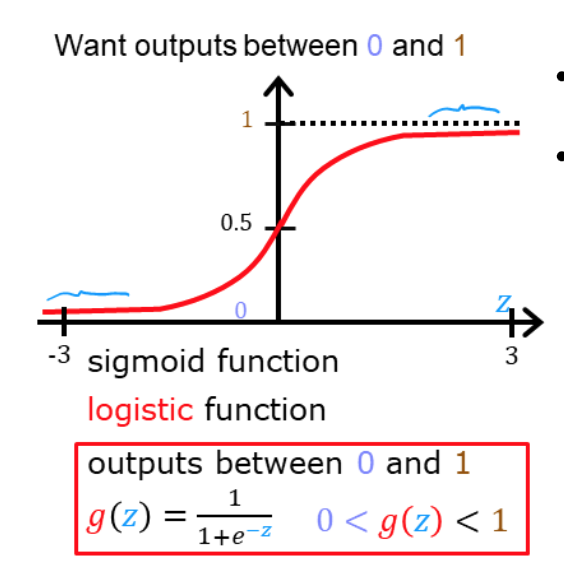 Want outputs between 0 and 1
1
0.5
0
z
-3
3
sigmoid function
logistic function
outputs between 0 and 1
g(z) = 1/(1+e^{-z})   0 < g(z) < 1